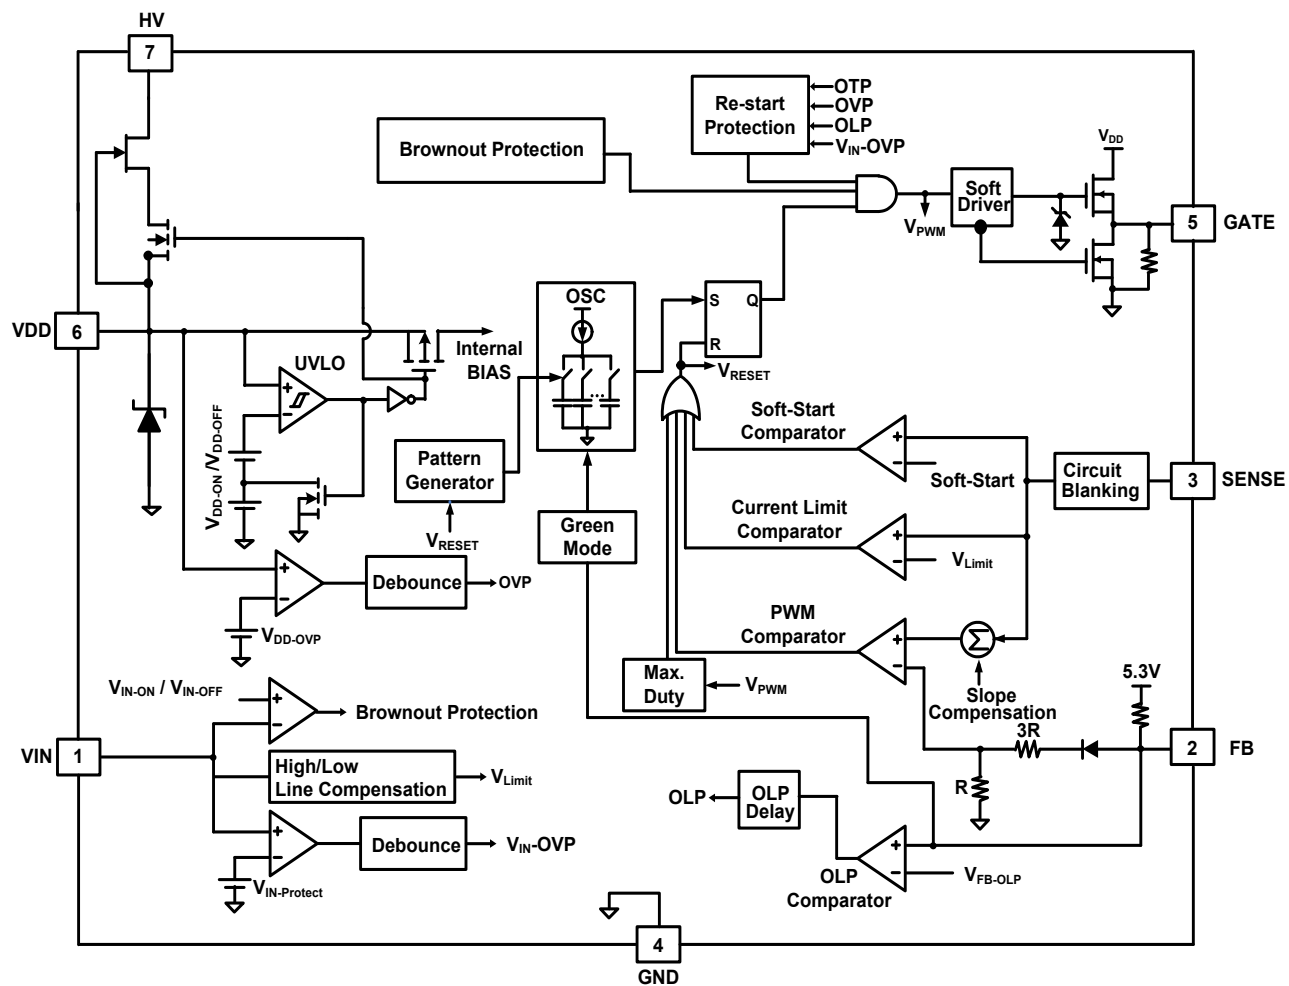 HV
7
OTP
OVP
OLP
VIN-OVP
Re-start
Protection
Brownout Protection
VDD
Soft
Driver
VPWM
5
GATE
OSC
S
Q
R
VRESET
VDD
6
Internal
BIAS
UVLO
VDD-ON /VDD-OFF
Pattern
Generator
VRESET
Green
Mode
Soft-Start
Comparator
Soft-Start
Circuit
Blanking
3
SENSE
Current Limit
Comparator
VLimit
Debounce
OVP
VDD-OVP
PWM
Comparator
Σ
Slope
Compensation
Max.
Duty
VPWM
5.3V
VIN-ON / VIN-OFF
Brownout Protection
VIN
1
High/Low
Line Compensation
VLimit
3R
R
2
FB
OLP
OLP
Delay
Debounce
VIN-OVP
VIN-Protect
OLP
Comparator
VFB-OLP
4
GND